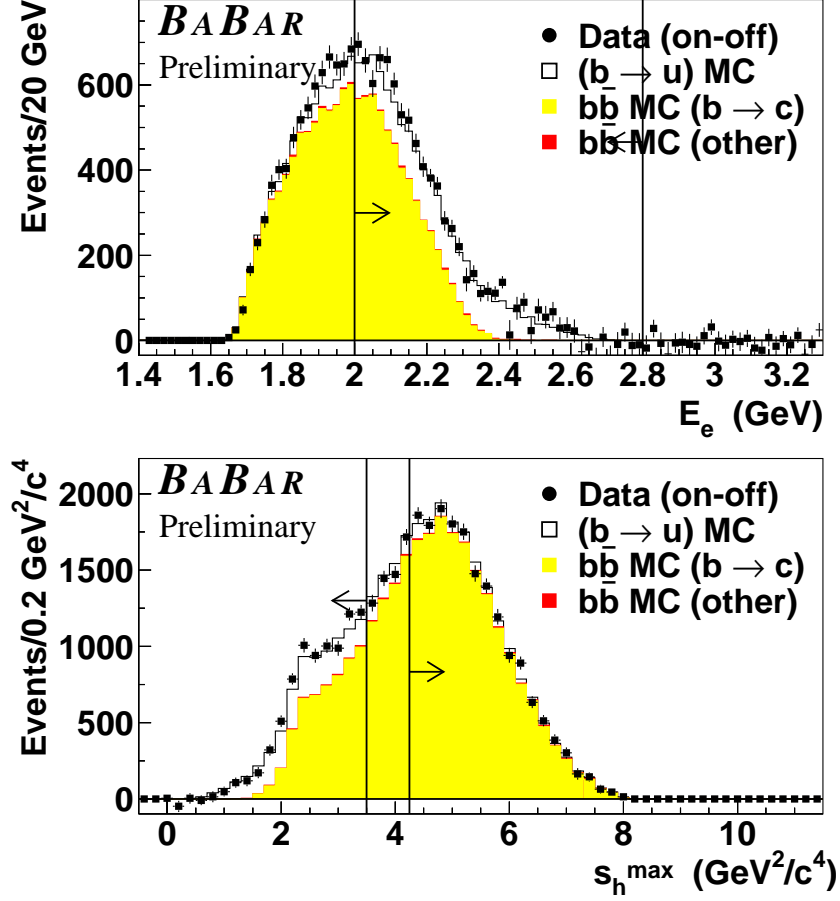 BABAR
Preliminary
Data (on-off)
(b → u) MC
bb̄ MC (b → c)
bb̄ MC (other)
Events/20 GeV
600
400
200
0
1.4 1.6 1.8 2 2.2 2.4 2.6 2.8 3 3.2
E_e (GeV)
BABAR
Preliminary
Data (on-off)
(b → u) MC
bb̄ MC (b → c)
bb̄ MC (other)
Events/0.2 GeV²/c⁴
2000
1500
1000
500
0
0 2 4 6 8 10
s_h^max (GeV²/c⁴)